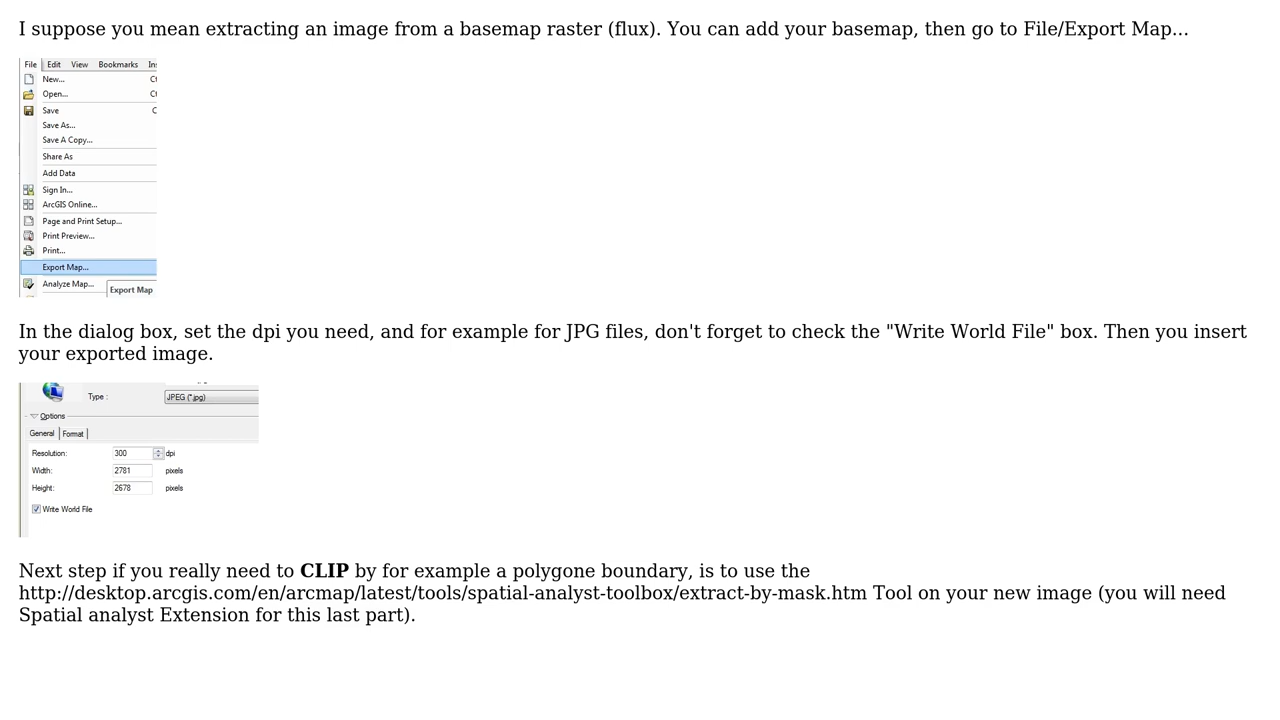 I suppose you mean extracting an image from a basemap raster (flux). You can add your basemap, then go to File/Export Map...
File Edit View Bookmarks
New...
Open...
Save
Save As...
Save A Copy...
Share As
Add Data
Sign In...
ArcGIS Online...
Page and Print Setup...
Print Preview...
Print...
Export Map...
Analyze Map...
Export Map
In the dialog box, set the dpi you need, and for example for JPG files, don't forget to check the "Write World File" box. Then you insert
your exported image.
Type : JPEG (*.jpg)
Options
General Format
Resolution: 300 dpi
Width: 2781 pixels
Height: 2678 pixels
Write World File
Next step if you really need to CLIP by for example a polygone boundary, is to use the
http://desktop.arcgis.com/en/arcmap/latest/tools/spatial-analyst-toolbox/extract-by-mask.htm Tool on your new image (you will need
Spatial analyst Extension for this last part).